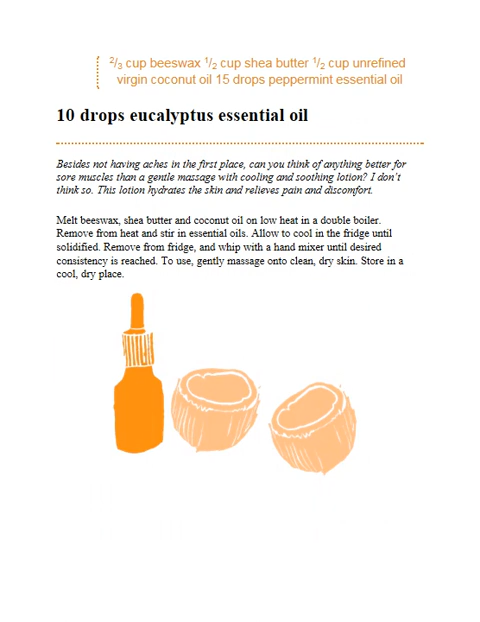 2/3 cup beeswax 1/2 cup shea butter 1/2 cup unrefined
virgin coconut oil 15 drops peppermint essential oil
10 drops eucalyptus essential oil
Besides not having aches in the first place, can you think of anything better for
sore muscles than a gentle massage with cooling and soothing lotion? I don't
think so. This lotion hydrates the skin and relieves pain and discomfort.
Melt beeswax, shea butter and coconut oil on low heat in a double boiler.
Remove from heat and stir in essential oils. Allow to cool in the fridge until
solidified. Remove from fridge, and whip with a hand mixer until desired
consistency is reached. To use, gently massage onto clean, dry skin. Store in a
cool, dry place.